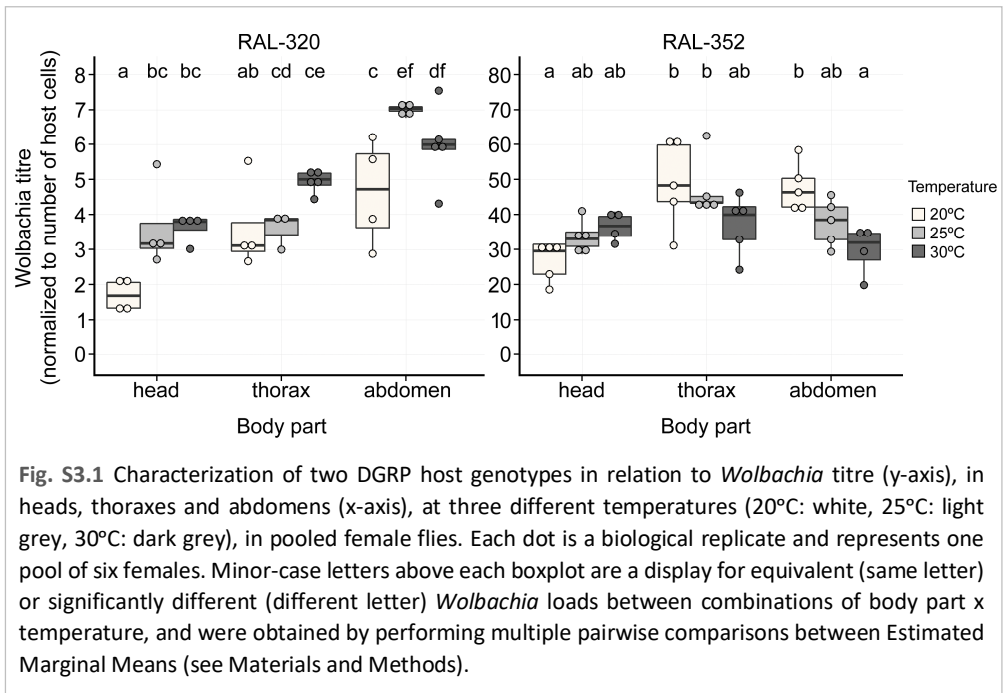 RAL-320
RAL-352
Wolbachia titre
(normalized to number of host cells)
a bc bc ab cd ce c ef df
a ab ab b b ab b ab a
8
7
6
5
4
3
2
1
0
80
70
60
50
40
30
20
10
0
head thorax abdomen
head thorax abdomen
Body part
Body part
Temperature
20ºC
25ºC
30ºC
Fig. S3.1 Characterization of two DGRP host genotypes in relation to Wolbachia titre (y-axis), in
heads, thoraxes and abdomens (x-axis), at three different temperatures (20ºC: white, 25ºC: light
grey, 30ºC: dark grey), in pooled female flies. Each dot is a biological replicate and represents one
pool of six females. Minor-case letters above each boxplot are a display for equivalent (same letter)
or significantly different (different letter) Wolbachia loads between combinations of body part x
temperature, and were obtained by performing multiple pairwise comparisons between Estimated
Marginal Means (see Materials and Methods).